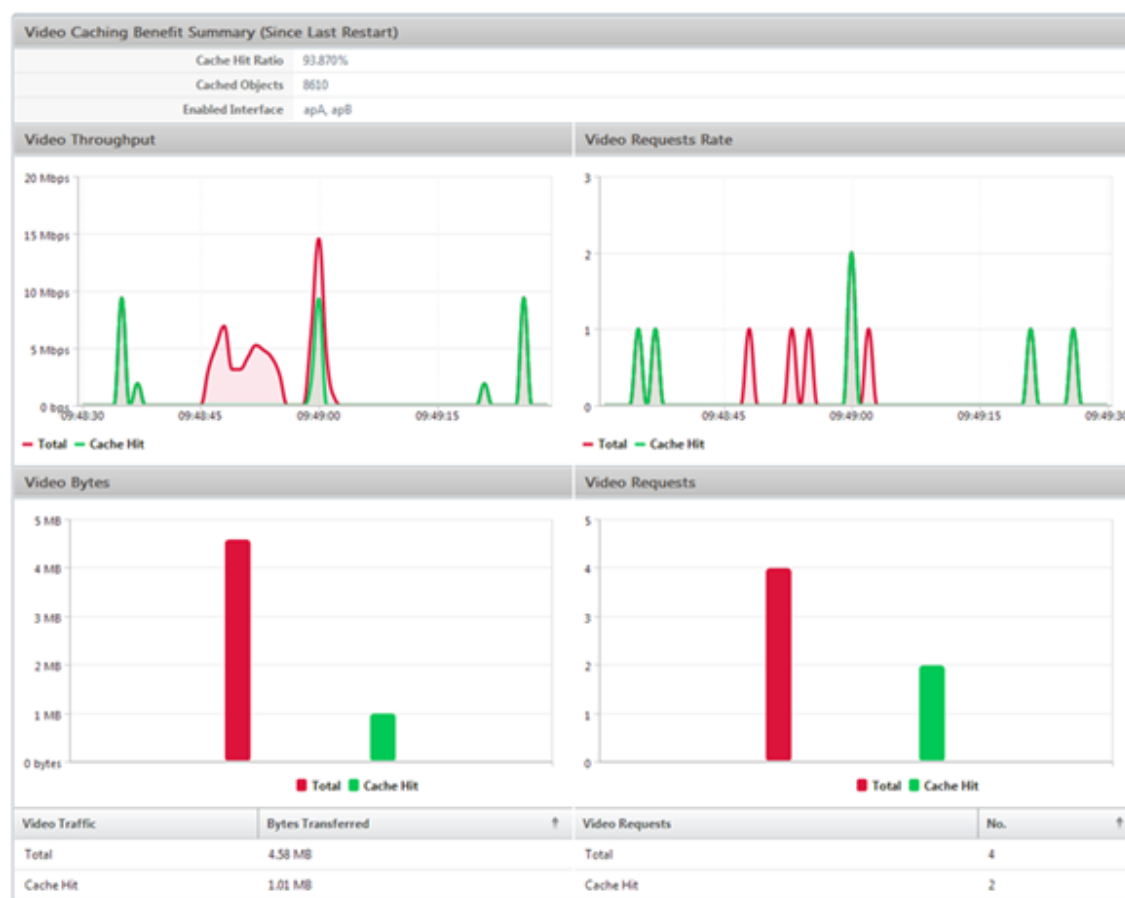 Video Caching Benefit Summary (Since Last Restart)
Cache Hit Ratio 93.870%
Cached Objects 8610
Enabled Interface apA, apB
Video Throughput
20 Mbps
15 Mbps
10 Mbps
5 Mbps
0 bps
09:48:30 09:48:45 09:49:00 09:49:15
Total Cache Hit
Video Requests Rate
3
2
1
0
09:48:45 09:49:00 09:49:15 09:49:30
Total Cache Hit
Video Bytes
5 MB
4 MB
3 MB
2 MB
1 MB
0 bytes
Total Cache Hit
Video Requests
5
4
3
2
1
0
Total Cache Hit
Video Traffic Bytes Transferred
Total 4.58 MB
Cache Hit 1.01 MB
Video Requests No.
Total 4
Cache Hit 2